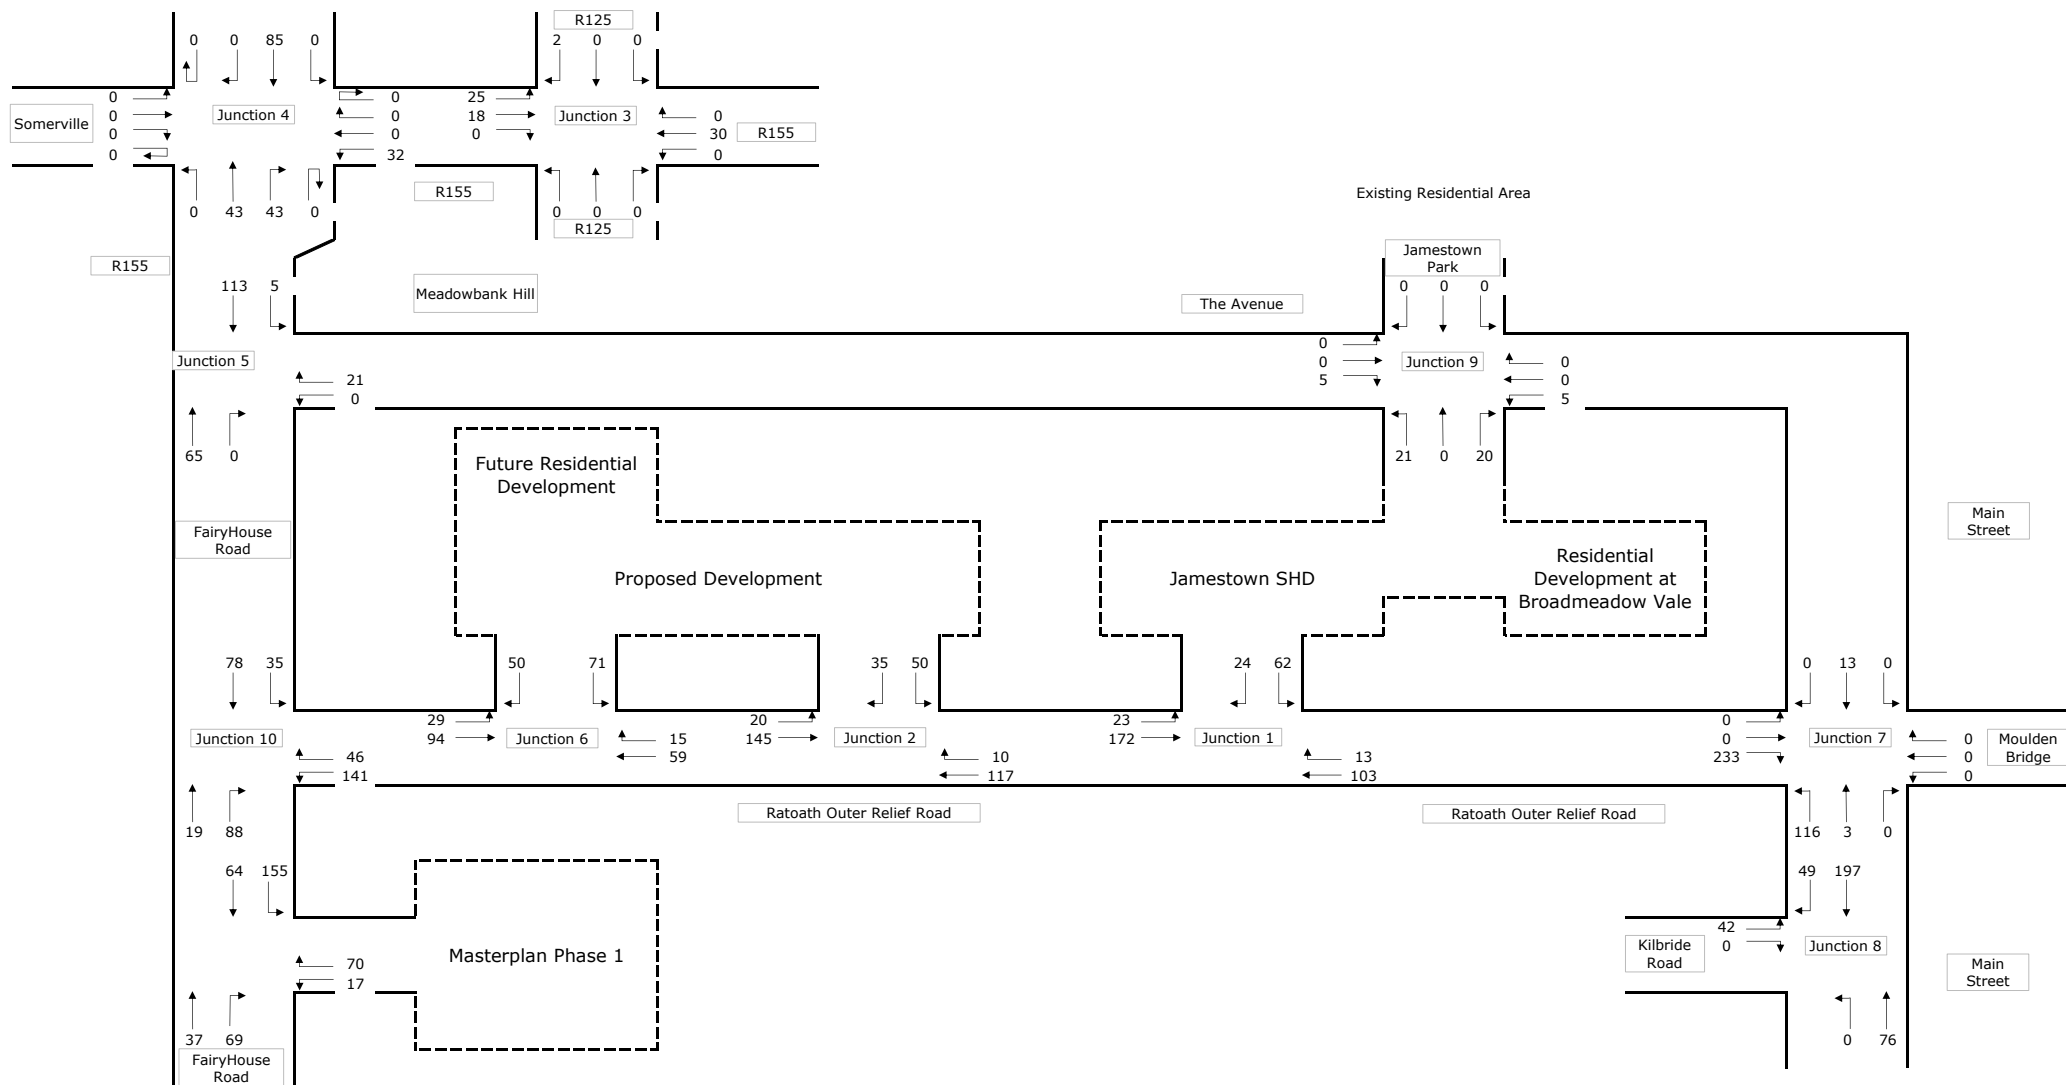 R125
0 0 85 0
2 0 0
0
0
0
0
Somerville
Junction 4
0
0
0
32
25
18
0
Junction 3
0
30
0
R155
R155
0 43 43 0
0 0 0
R125
Existing Residential Area
R155
Meadowbank Hill
The Avenue
Jamestown
Park
113 5
0 0 0
Junction 5
21
0
0
0
5
Junction 9
0
0
5
65 0
21 0 20
Future Residential
Development
FairyHouse
Road
Main
Street
Proposed Development
Jamestown SHD
Residential
Development at
Broadmeadow Vale
78 35
50 71
35 50
24 62
0 13 0
Junction 10
46
141
29
94
Junction 6
15
59
20
145
Junction 2
10
117
23
172
Junction 1
13
103
0
0
233
Junction 7
0
0
0
Moulden
Bridge
Ratoath Outer Relief Road
Ratoath Outer Relief Road
19 88
116 3 0
64 155
49 197
Masterplan Phase 1
70
17
42
0
Kilbride
Road
Junction 8
Main
Street
37 69
0 76
FairyHouse
Road